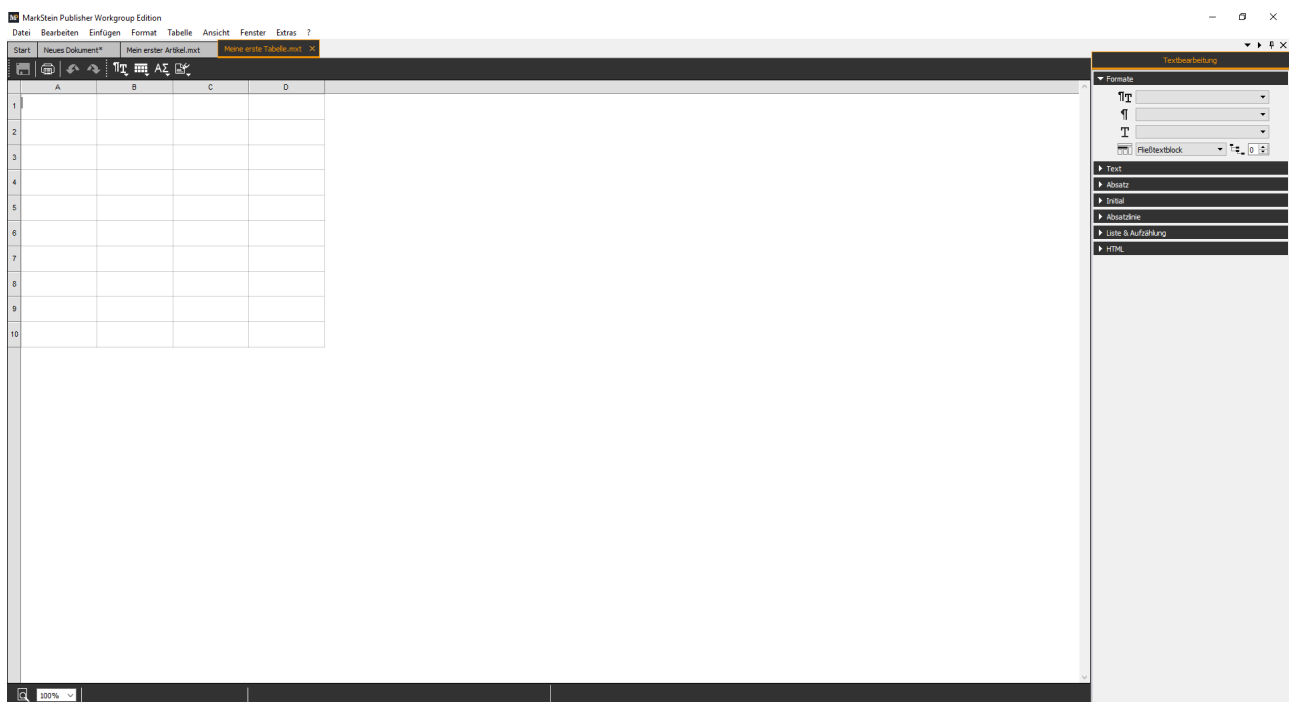 MarkStein Publisher Workgroup Edition
Datei Bearbeiten Einfügen Format Tabelle Ansicht Fenster Extras ?
Start Neues Dokument* Mein erster Artikel.mxt Meine erste Tabelle.mxt ×
Textbearbeitung
A B C D
1
2
3
4
5
6
7
8
9
10
Formate
Fließtextblock 0
Text
Absatz
Initial
Absatzlinie
Liste & Aufzählung
HTML
100%